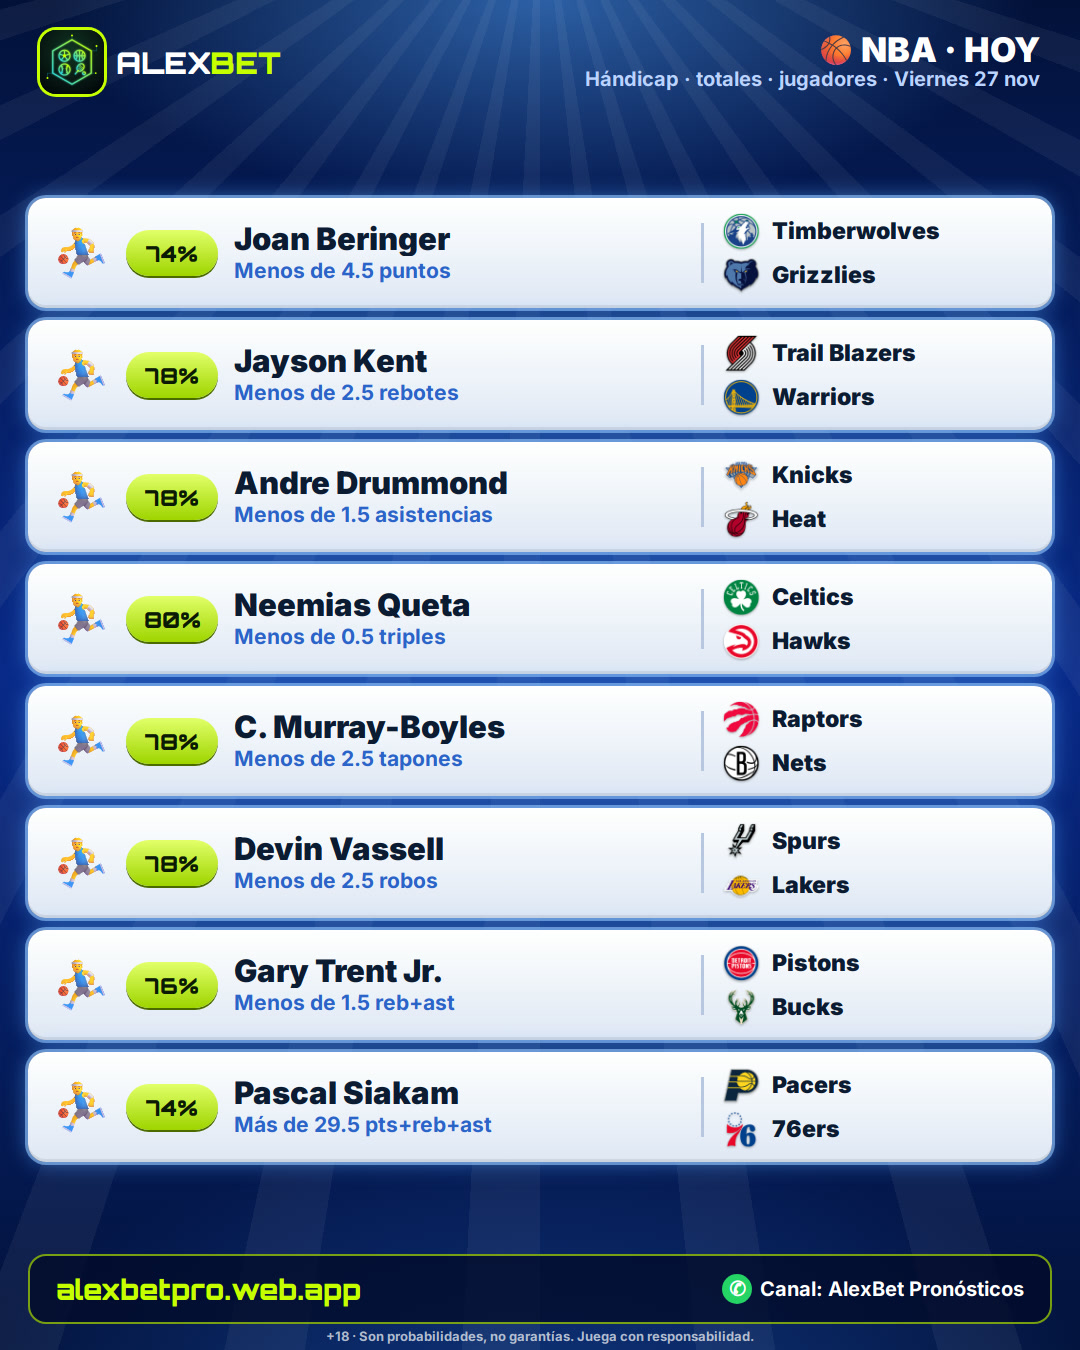 ALEXBET
🏀 NBA · HOY
Hándicap · totales · jugadores · Viernes 27 nov
74%
Joan Beringer
Menos de 4.5 puntos
Timberwolves
Grizzlies
78%
Jayson Kent
Menos de 2.5 rebotes
Trail Blazers
Warriors
78%
Andre Drummond
Menos de 1.5 asistencias
Knicks
Heat
80%
Neemias Queta
Menos de 0.5 triples
Celtics
Hawks
78%
C. Murray-Boyles
Menos de 2.5 tapones
Raptors
Nets
78%
Devin Vassell
Menos de 2.5 robos
Spurs
Lakers
76%
Gary Trent Jr.
Menos de 1.5 reb+ast
Pistons
Bucks
74%
Pascal Siakam
Más de 29.5 pts+reb+ast
Pacers
76ers
alexbetpro.web.app
Canal: AlexBet Pronósticos
+18 · Son probabilidades, no garantías. Juega con responsabilidad.